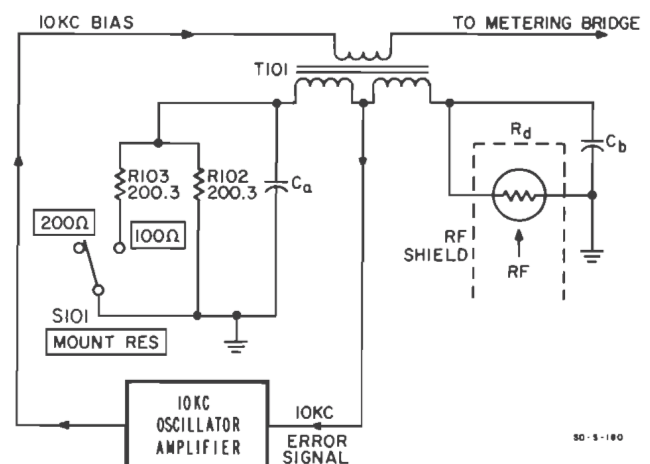 10KC BIAS
TO METERING BRIDGE
T101
R103
200.3
R102
200.3
Ca
Rd
Cb
200Ω
100Ω
RF
SHIELD
RF
S101
MOUNT RES
10KC
OSCILLATOR
AMPLIFIER
10KC
ERROR
SIGNAL
SD-S-180